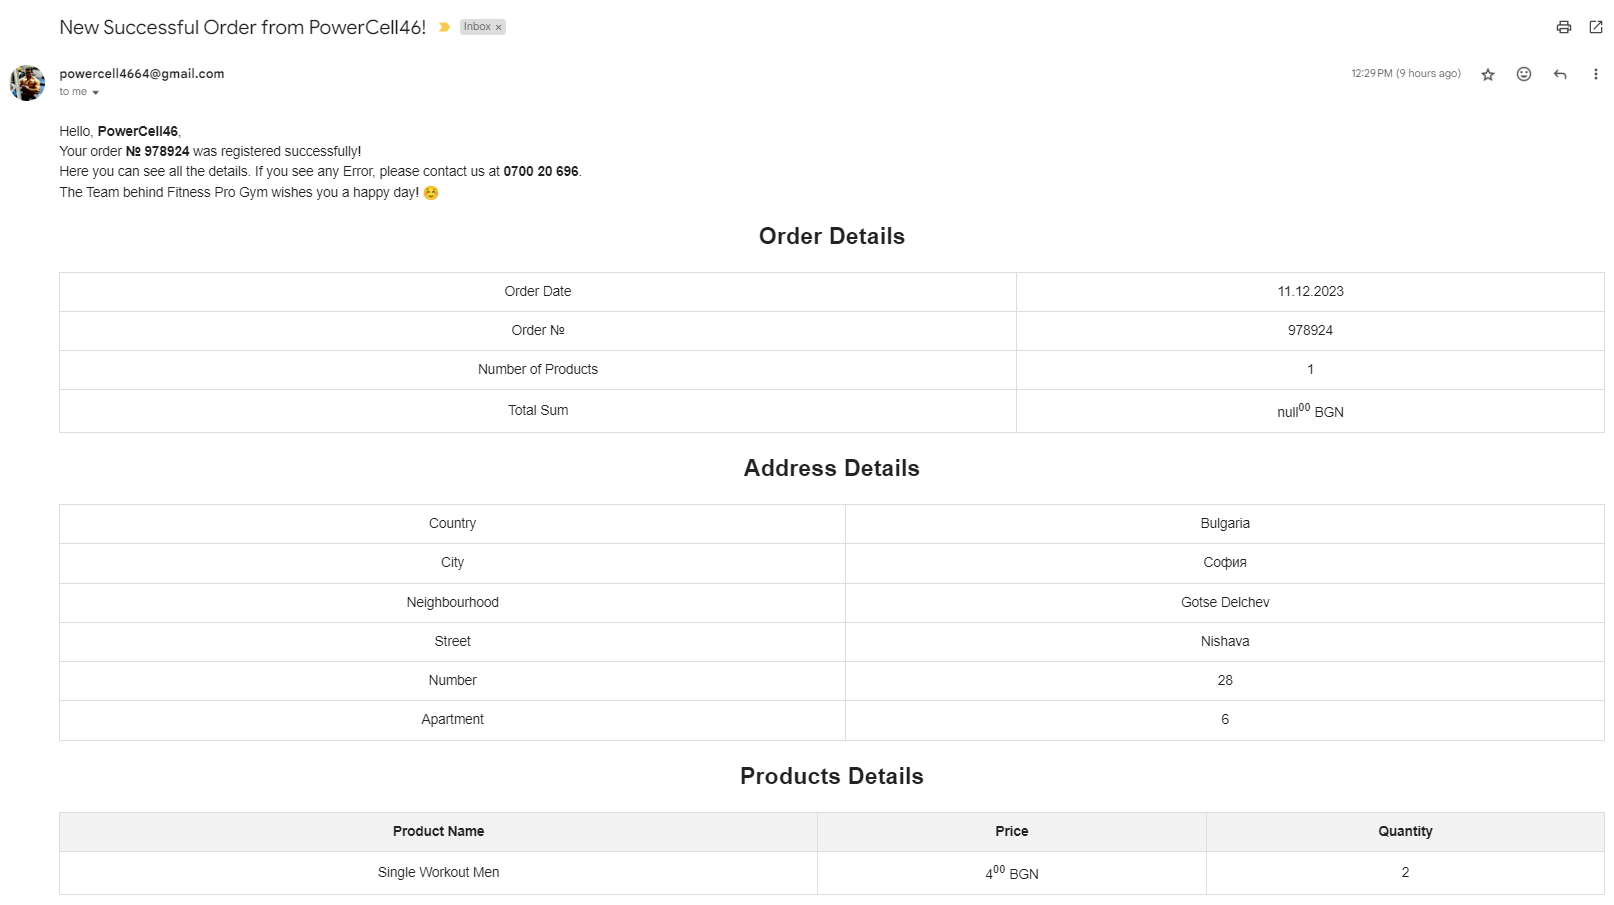 New Successful Order from PowerCell46! Inbox ×
powercell4664@gmail.com 12:29 PM (9 hours ago)
to me
Hello, PowerCell46,
Your order № 978924 was registered successfully!
Here you can see all the details. If you see any Error, please contact us at 0700 20 696.
The Team behind Fitness Pro Gym wishes you a happy day! 😊
Order Details
Order Date 11.12.2023
Order № 978924
Number of Products 1
Total Sum null00 BGN
Address Details
Country Bulgaria
City София
Neighbourhood Gotse Delchev
Street Nishava
Number 28
Apartment 6
Products Details
Product Name Price Quantity
Single Workout Men 400 BGN 2